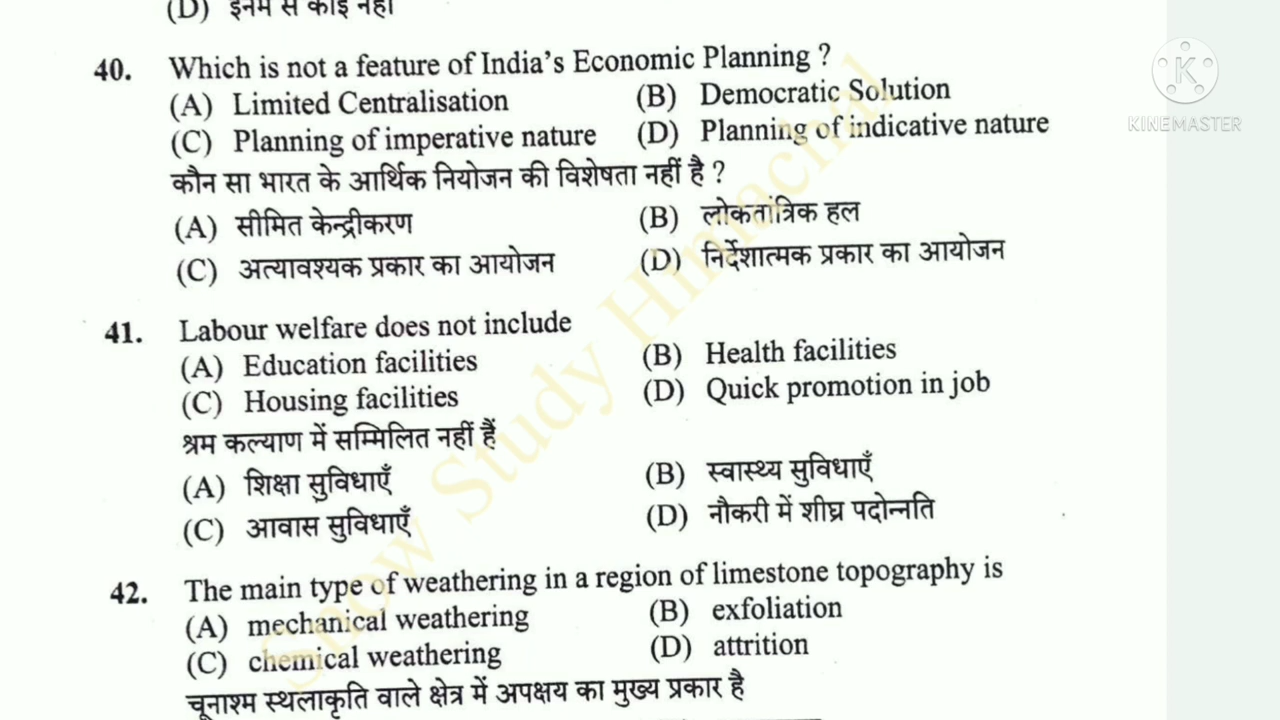 (D) इनमें से कोई नहीं
40. Which is not a feature of India's Economic Planning ?
(A) Limited Centralisation (B) Democratic Solution
(C) Planning of imperative nature (D) Planning of indicative nature
कौन सा भारत के आर्थिक नियोजन की विशेषता नहीं है ?
(A) सीमित केन्द्रीकरण (B) लोकतांत्रिक हल
(C) अत्यावश्यक प्रकार का आयोजन (D) निर्देशात्मक प्रकार का आयोजन
41. Labour welfare does not include
(A) Education facilities (B) Health facilities
(C) Housing facilities (D) Quick promotion in job
श्रम कल्याण में सम्मिलित नहीं हैं
(A) शिक्षा सुविधाएँ (B) स्वास्थ्य सुविधाएँ
(C) आवास सुविधाएँ (D) नौकरी में शीघ्र पदोन्नति
42. The main type of weathering in a region of limestone topography is
(A) mechanical weathering (B) exfoliation
(C) chemical weathering (D) attrition
चूनाश्म स्थलाकृति वाले क्षेत्र में अपक्षय का मुख्य प्रकार है
Snow Study Himachal
K
KINEMASTER